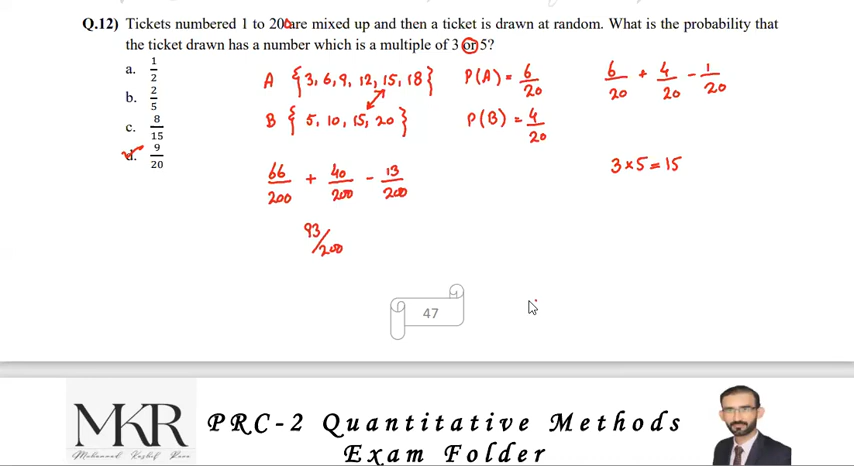 Q.12) Tickets numbered 1 to 200 are mixed up and then a ticket is drawn at random. What is the probability that
the ticket drawn has a number which is a multiple of 3 or 5?
a. 1/2
b. 2/5
c. 8/15
d. 9/20
A {3, 6, 9, 12, 15, 18} P(A) = 6/20 6/20 + 4/20 - 1/20
B { 5, 10, 15, 20 } P(B) = 4/20
3 × 5 = 15
66/200 + 40/200 - 13/200
93/200
47
MKR
PRC-2 Quantitative Methods
Exam Folder